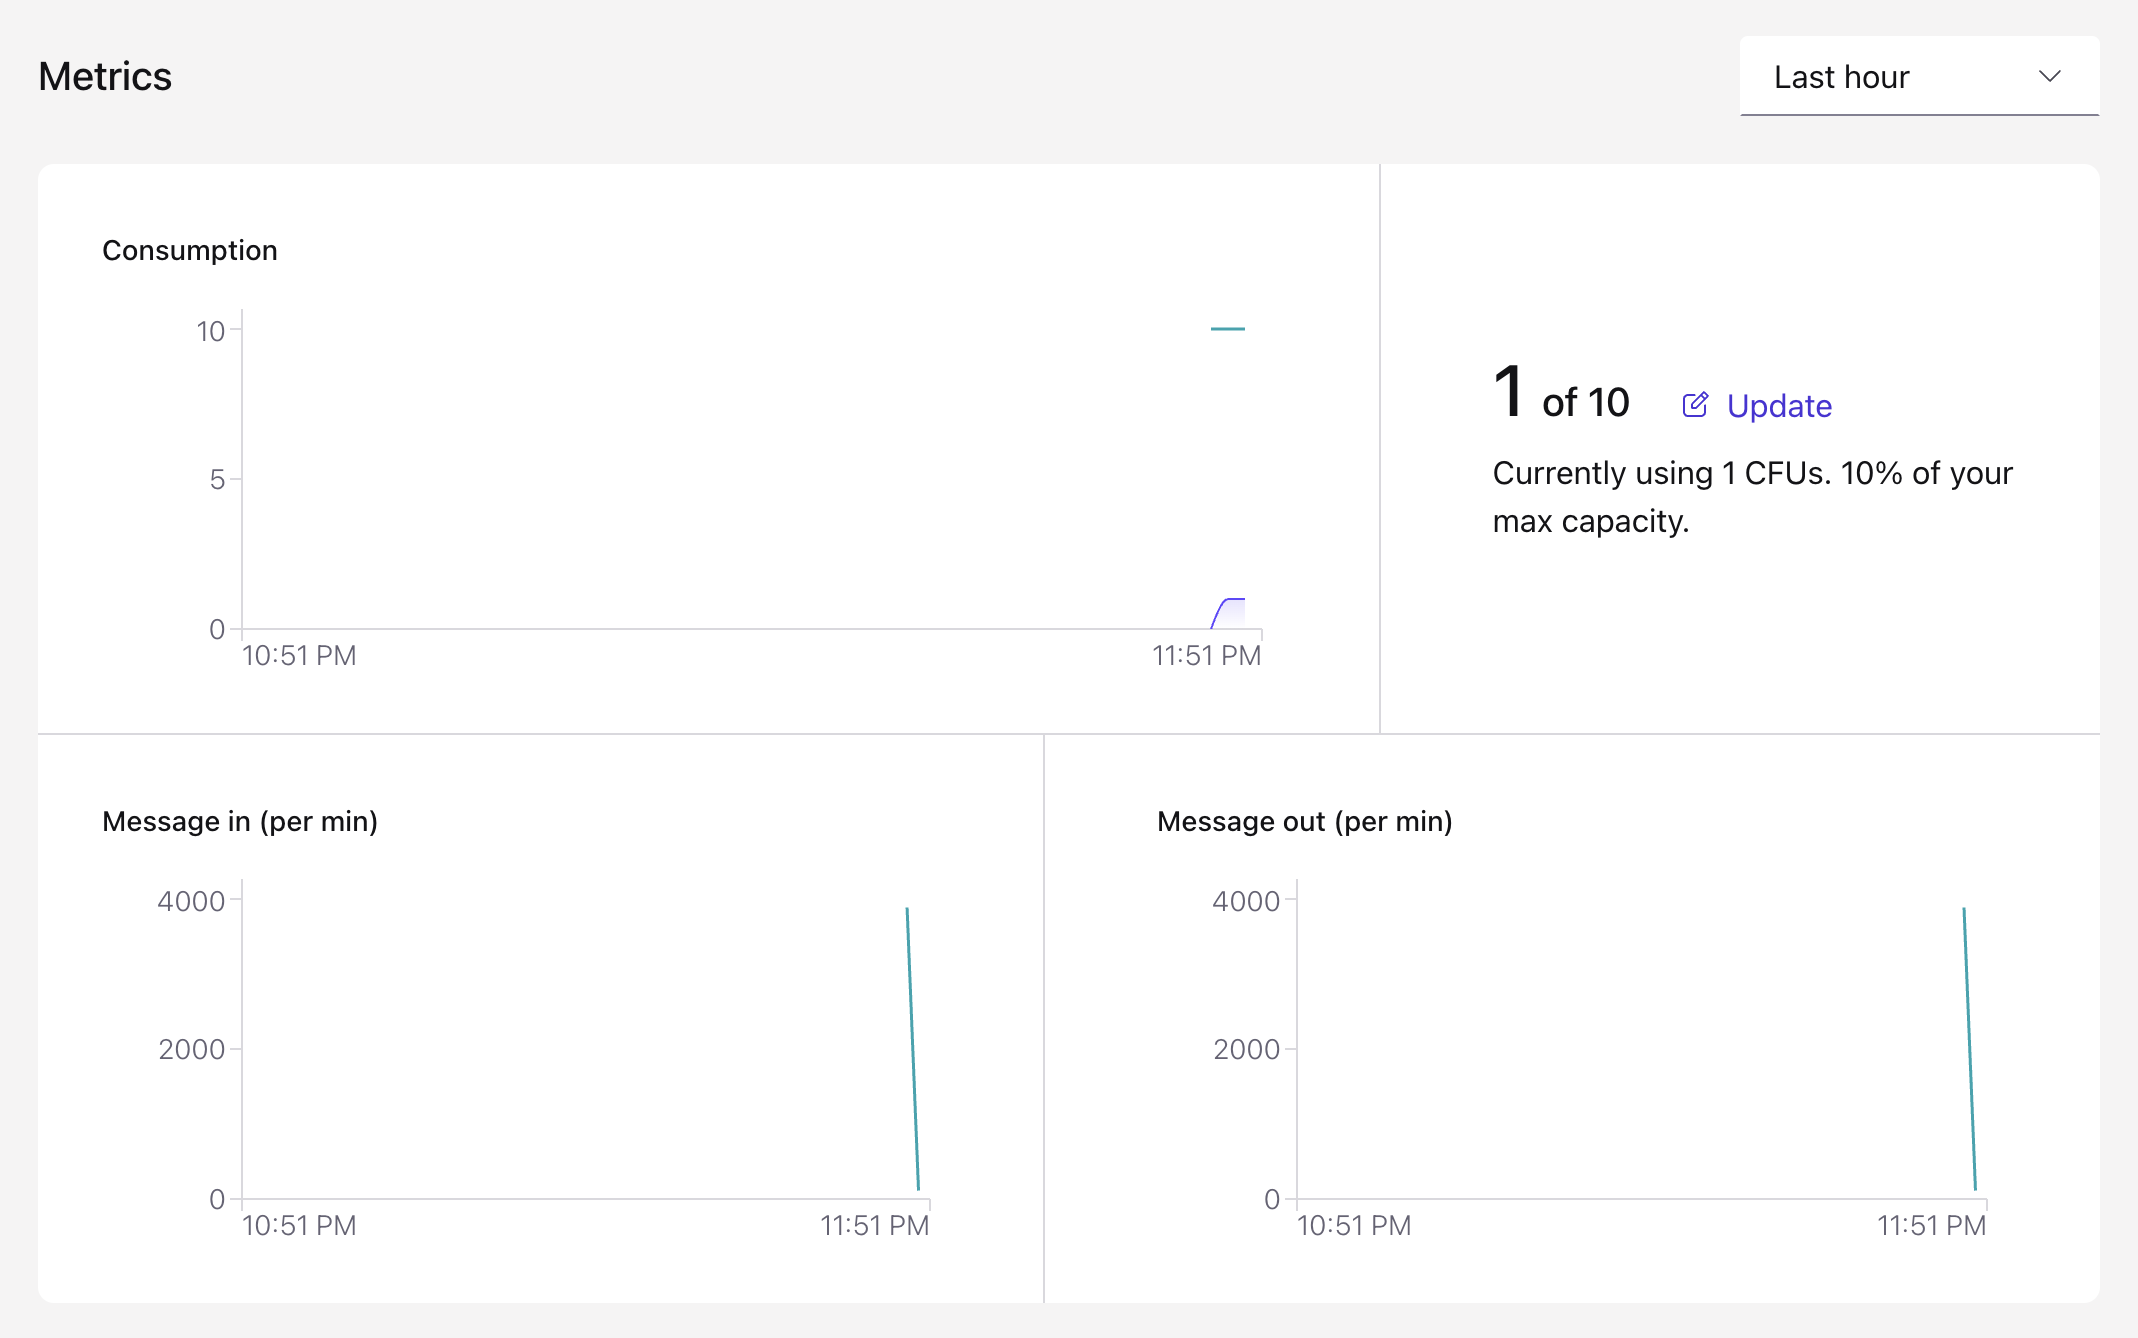 Metrics
Last hour
Consumption
10
5
0
10:51 PM
11:51 PM
1 of 10
Update
Currently using 1 CFUs. 10% of your
max capacity.
Message in (per min)
4000
2000
0
10:51 PM
11:51 PM
Message out (per min)
4000
2000
0
10:51 PM
11:51 PM